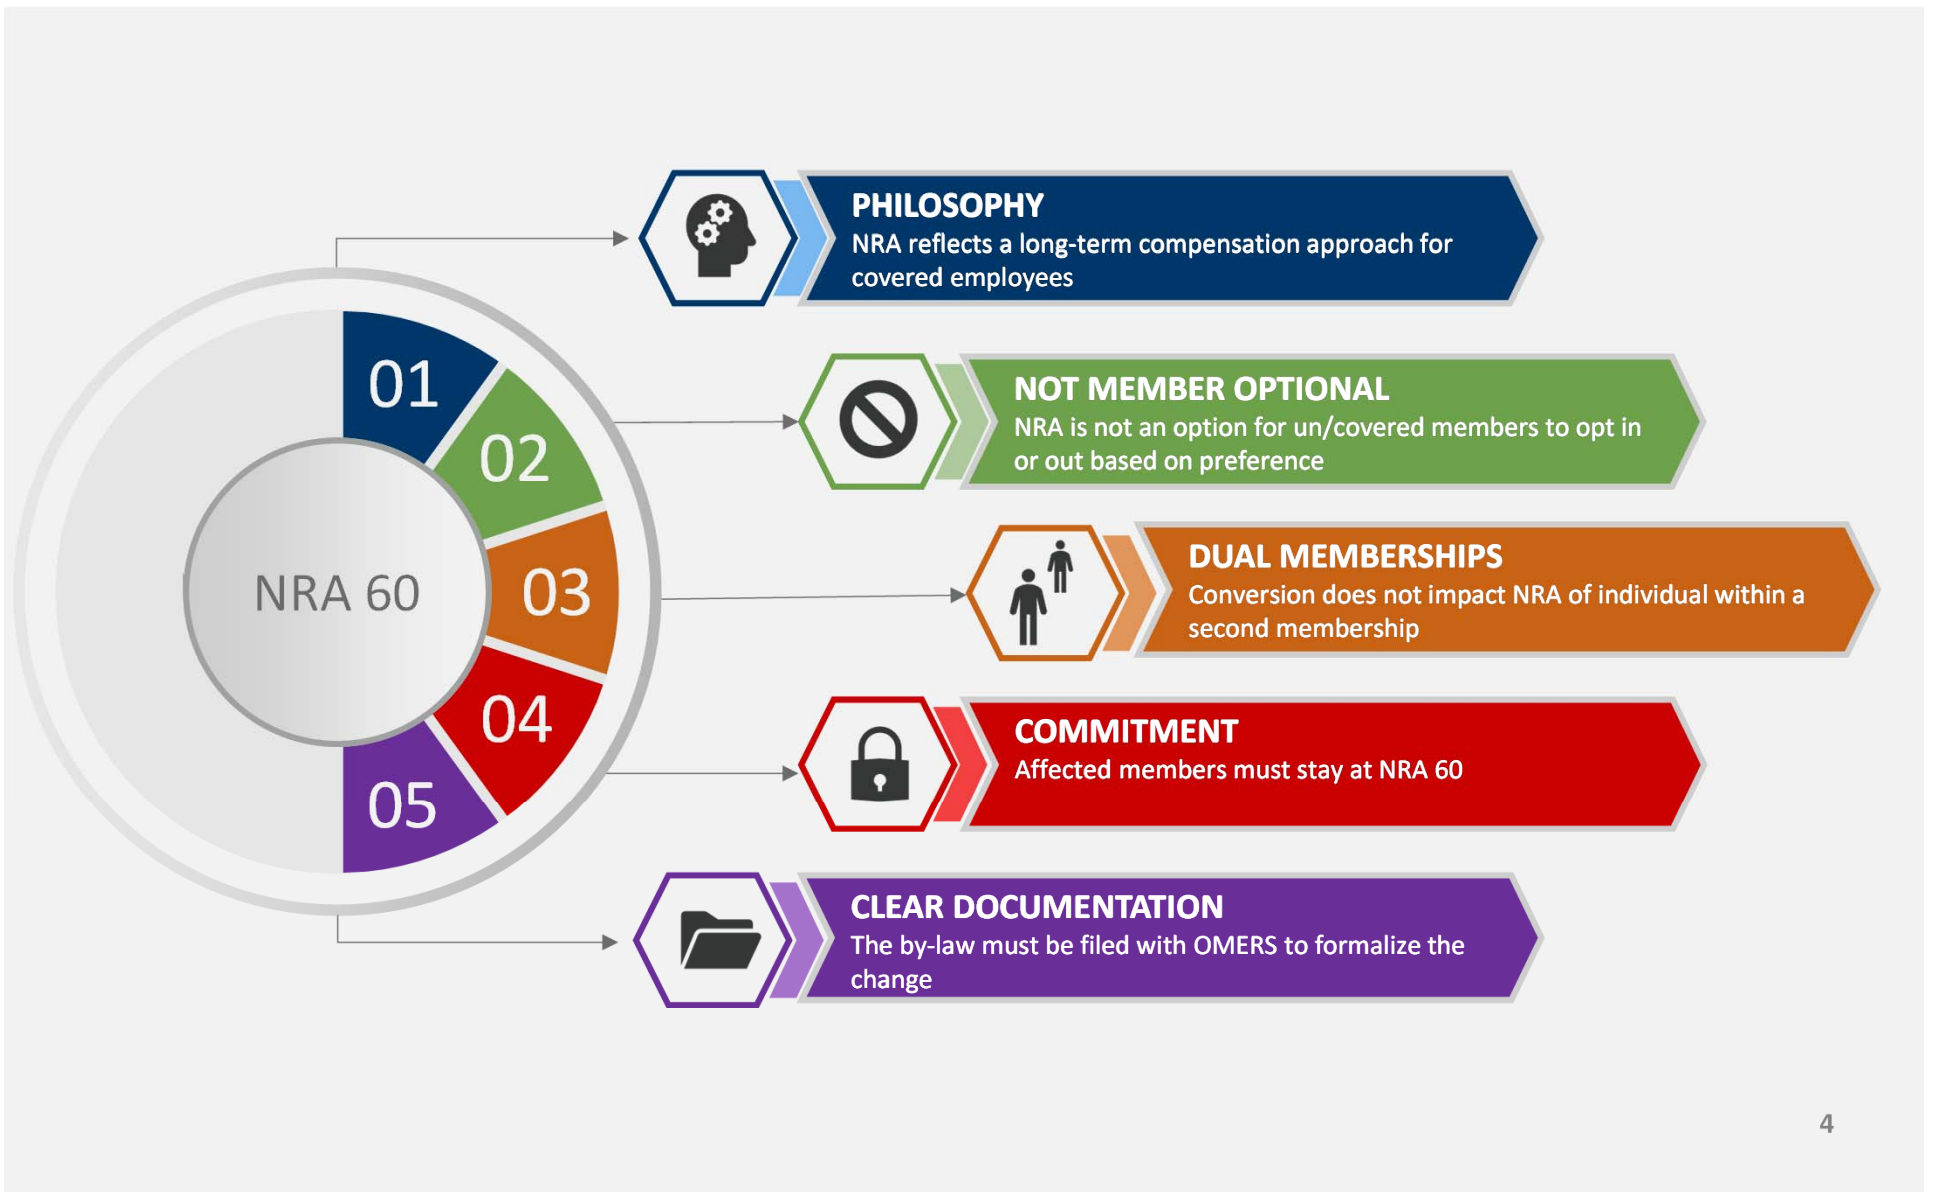 PHILOSOPHY
NRA reflects a long-term compensation approach for
covered employees
01
NOT MEMBER OPTIONAL
NRA is not an option for un/covered members to opt in
or out based on preference
02
NRA 60
03
DUAL MEMBERSHIPS
Conversion does not impact NRA of individual within a
second membership
04
COMMITMENT
Affected members must stay at NRA 60
05
CLEAR DOCUMENTATION
The by-law must be filed with OMERS to formalize the
change
4